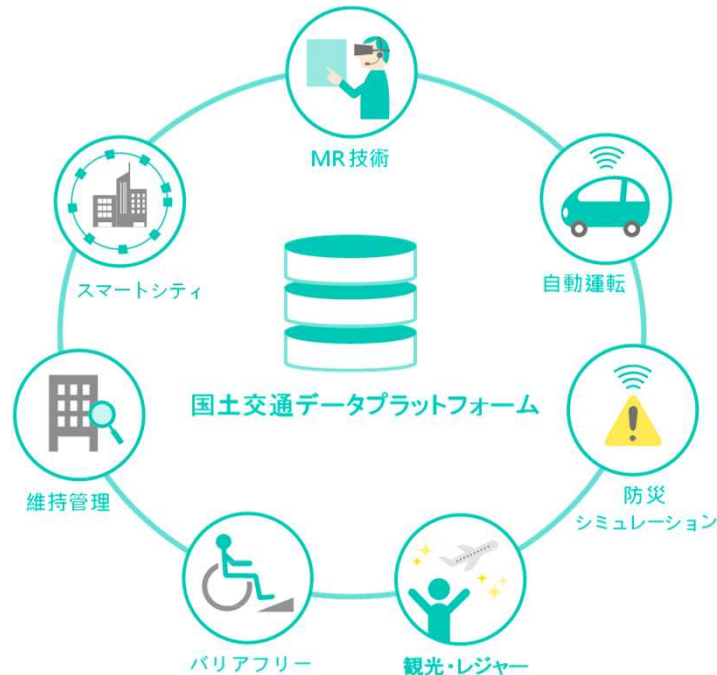 MR技術
自動運転
防災
シミュレーション
観光・レジャー
バリアフリー
維持管理
スマートシティ
国土交通データプラットフォーム